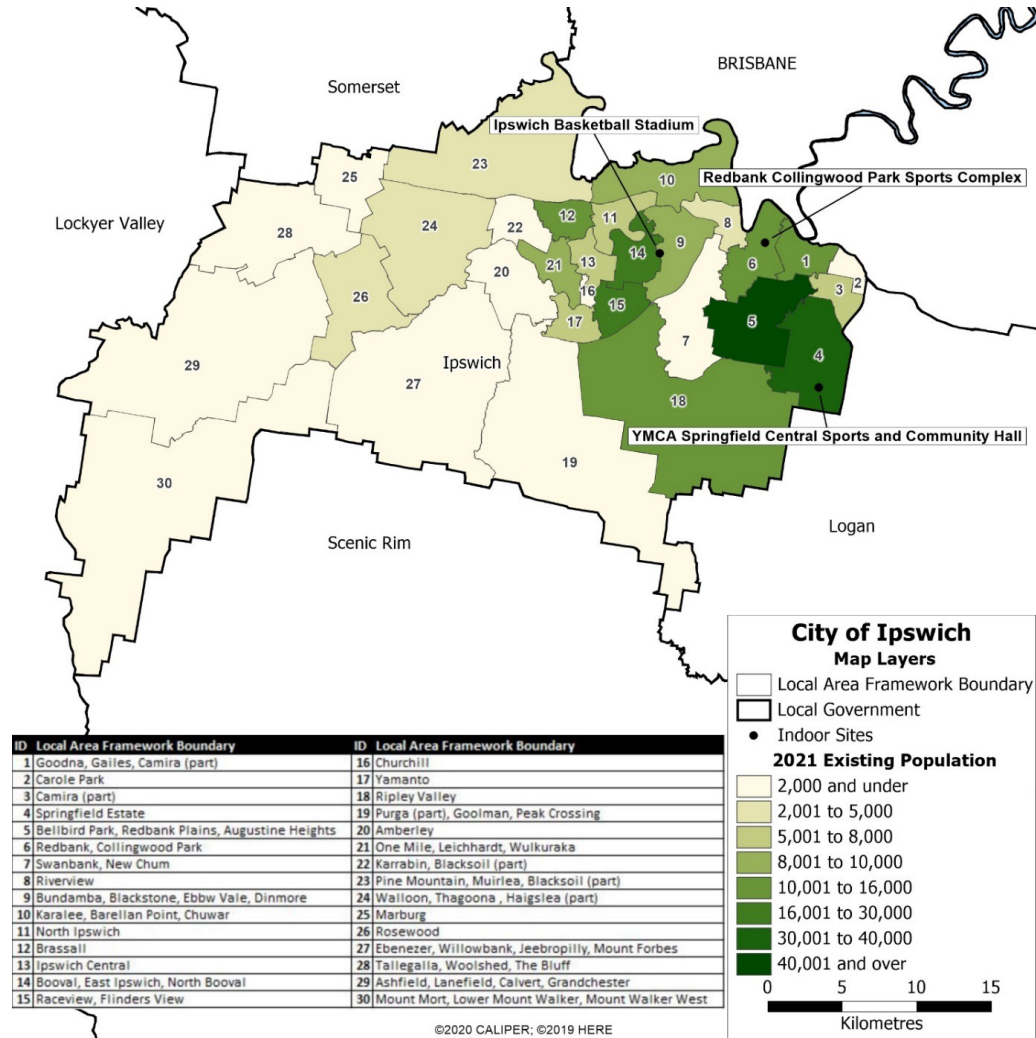 Somerset
BRISBANE
Ipswich Basketball Stadium
Redbank Collingwood Park Sports Complex
Lockyer Valley
23
25
10
24
28
12
11
8
22
9
14
21
13
6
1
20
16
3
2
26
15
17
5
7
4
29
Ipswich
27
18
YMCA Springfield Central Sports and Community Hall
19
30
Scenic Rim
Logan
City of Ipswich
Map Layers
Local Area Framework Boundary
Local Government
Indoor Sites
2021 Existing Population
2,000 and under
2,001 to 5,000
5,001 to 8,000
8,001 to 10,000
10,001 to 16,000
16,001 to 30,000
30,001 to 40,000
40,001 and over
0 5 10 15
Kilometres
ID Local Area Framework Boundary ID Local Area Framework Boundary
1 Goodna, Gailes, Camira (part) 16 Churchill
2 Carole Park 17 Yamanto
3 Camira (part) 18 Ripley Valley
4 Springfield Estate 19 Purga (part), Goolman, Peak Crossing
5 Bellbird Park, Redbank Plains, Augustine Heights 20 Amberley
6 Redbank, Collingwood Park 21 One Mile, Leichhardt, Wulkuraka
7 Swanbank, New Chum 22 Karrabin, Blacksoil (part)
8 Riverview 23 Pine Mountain, Muirlea, Blacksoil (part)
9 Bundamba, Blackstone, Ebbw Vale, Dinmore 24 Walloon, Thagoona , Haigslea (part)
10 Karalee, Barellan Point, Chuwar 25 Marburg
11 North Ipswich 26 Rosewood
12 Brassall 27 Ebenezer, Willowbank, Jeebropilly, Mount Forbes
13 Ipswich Central 28 Tallegalla, Woolshed, The Bluff
14 Booval, East Ipswich, North Booval 29 Ashfield, Lanefield, Calvert, Grandchester
15 Raceview, Flinders View 30 Mount Mort, Lower Mount Walker, Mount Walker West
©2020 CALIPER; ©2019 HERE